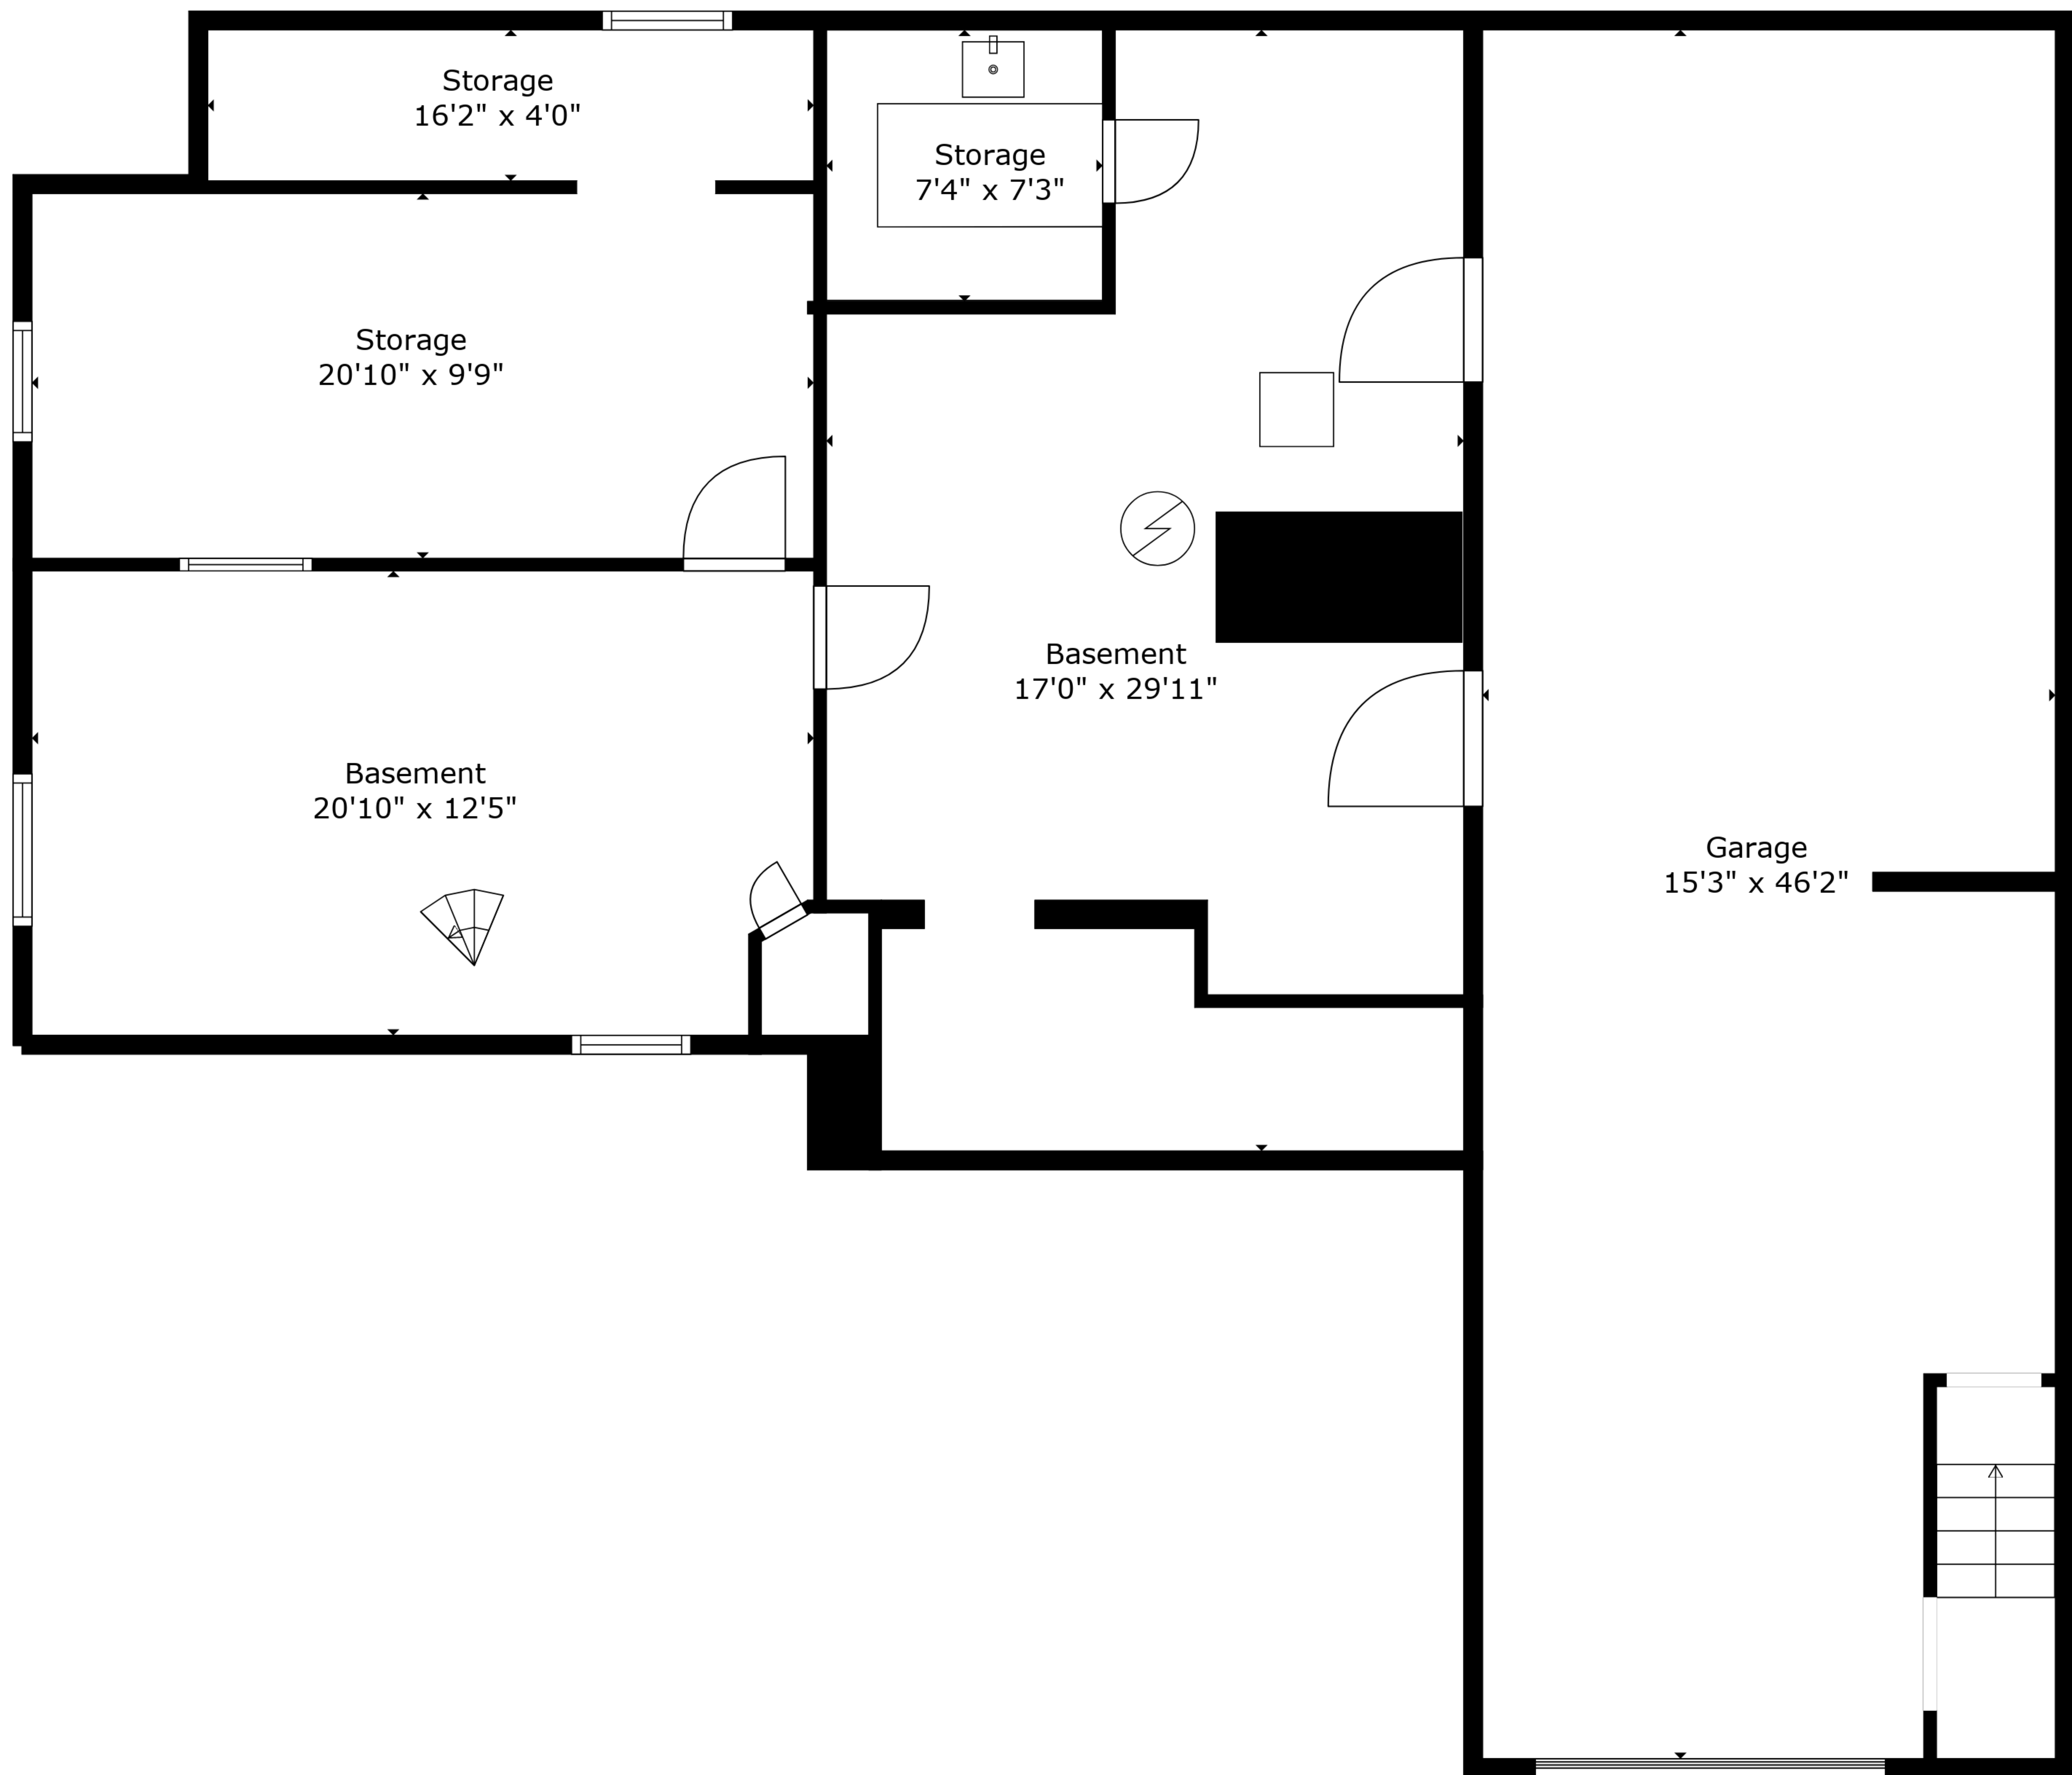 Storage
16'2" x 4'0"
Storage
7'4" x 7'3"
Storage
20'10" x 9'9"
Basement
17'0" x 29'11"
Basement
20'10" x 12'5"
Garage
15'3" x 46'2"